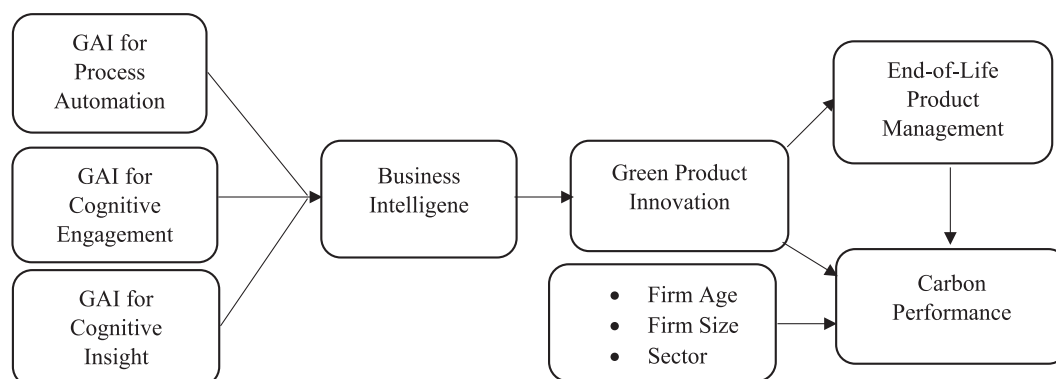 GAI for
Process
Automation
GAI for
Cognitive
Engagement
GAI for
Cognitive
Insight
Business
Intelligene
Green Product
Innovation
• Firm Age
• Firm Size
• Sector
End-of-Life
Product
Management
Carbon
Performance